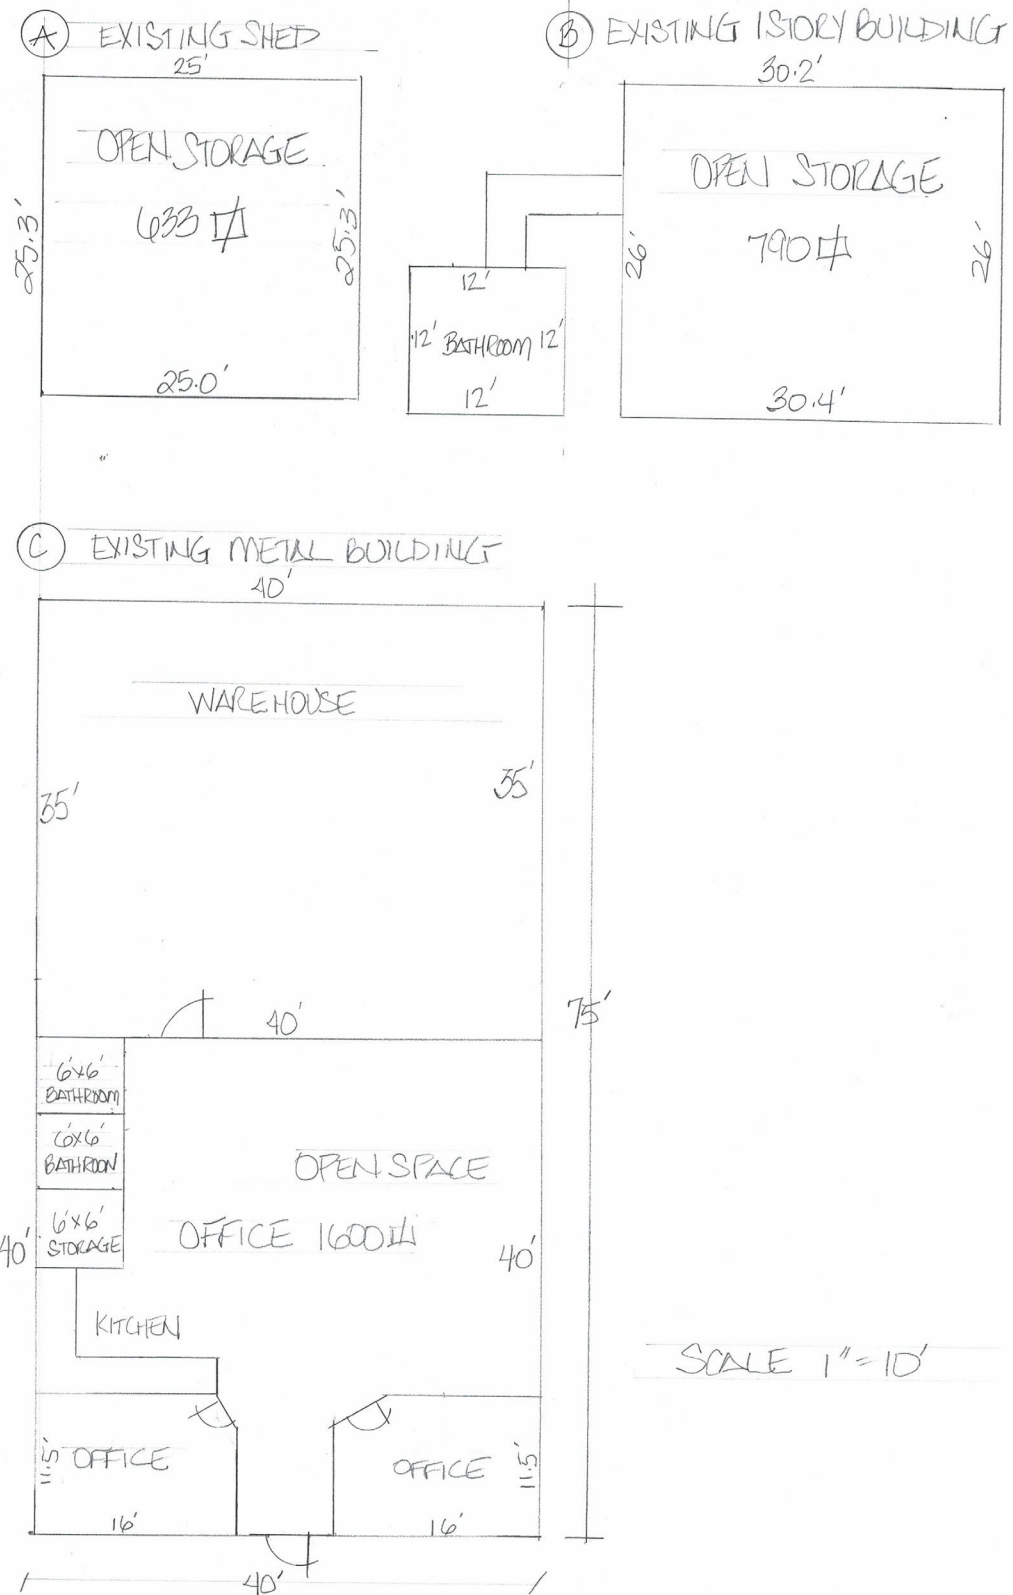 A EXISTING SHED
25'
OPEN STORAGE
633
25.3'
25.3'
25.0'
B EXISTING 1STORY BUILDING
30.2'
OPEN STORAGE
790
26'
26'
30.4'
12'
12' BATHROOM 12'
12'
C EXISTING METAL BUILDING
40'
WAREHOUSE
35'
35'
75'
40'
6'x6'
BATHROOM
6'x6'
BATHROON
6'x6'
STORAGE
OPEN SPACE
OFFICE 1600
40'
40'
KITCHEN
SCALE 1"=10'
11.5' OFFICE
OFFICE 11.5'
16'
16'
40'